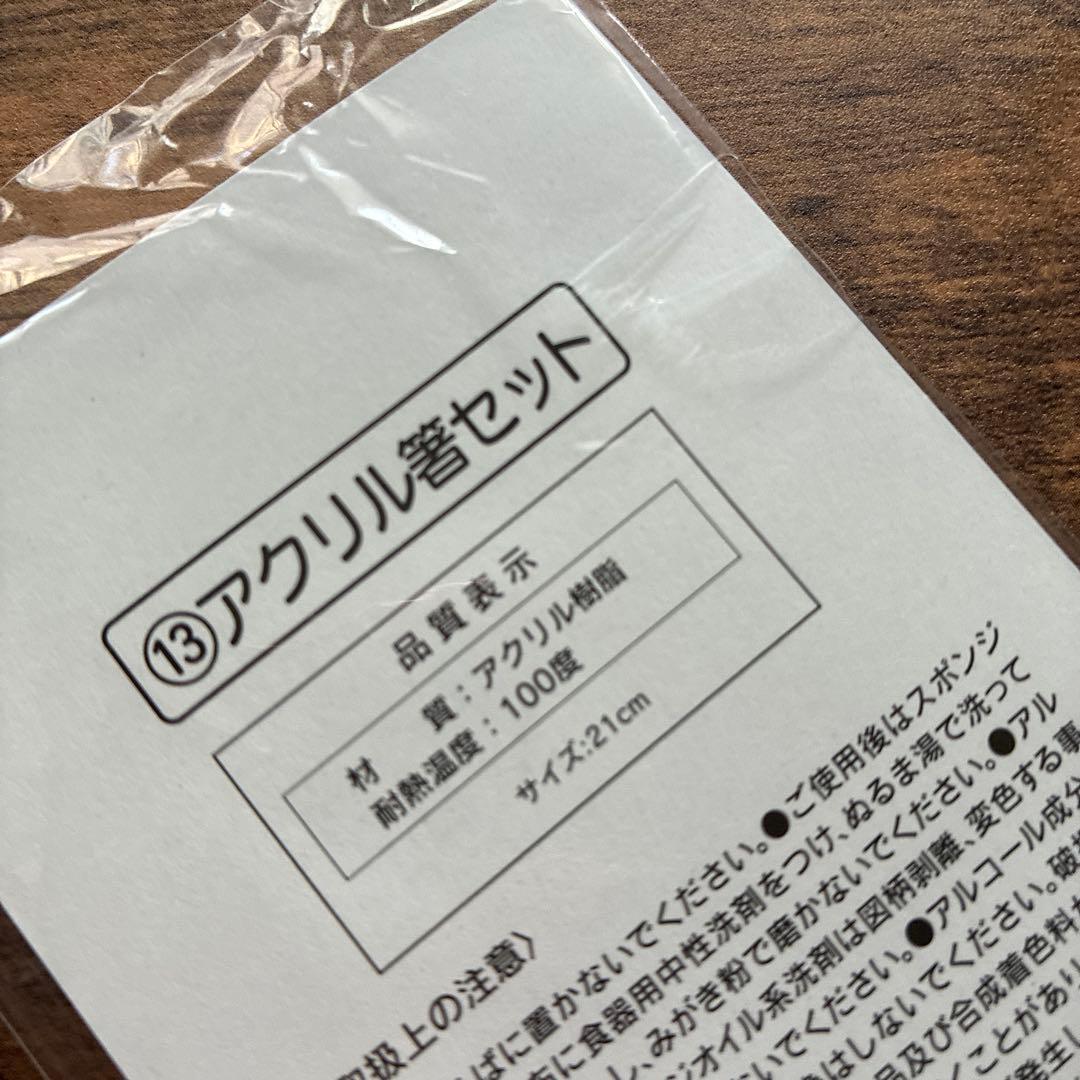 ⑬アクリル箸セット
品質表示
材質：アクリル樹脂
耐熱温度：100度
サイズ:21cm
取扱上の注意〉
ばに置かないでください。●ご使用後はスポンジ
に食器用中性洗剤をつけ、ぬるま湯で洗って
し、みがき粉で磨かないでください。●アル
ジオイル系洗剤は図柄剥離、変色する事
ないでください。●アルコール成分
はしないでください。破
品及び合成着色料
くことがあり
発生し